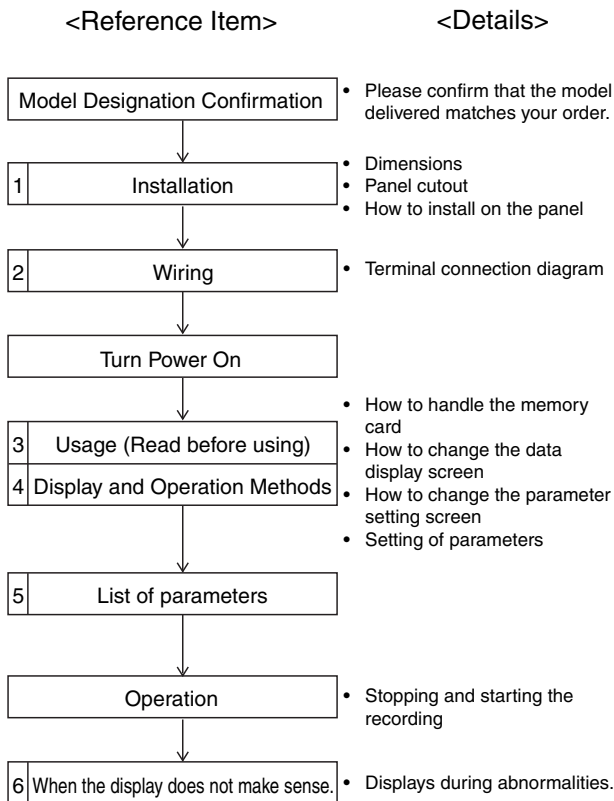 <Reference Item>
<Details>
Model Designation Confirmation
• Please confirm that the model
delivered matches your order.
1 Installation
• Dimensions
• Panel cutout
• How to install on the panel
2 Wiring
• Terminal connection diagram
Turn Power On
3 Usage (Read before using)
4 Display and Operation Methods
• How to handle the memory
card
• How to change the data
display screen
• How to change the parameter
setting screen
• Setting of parameters
5 List of parameters
Operation
• Stopping and starting the
recording
6 When the display does not make sense.
• Displays during abnormalities.